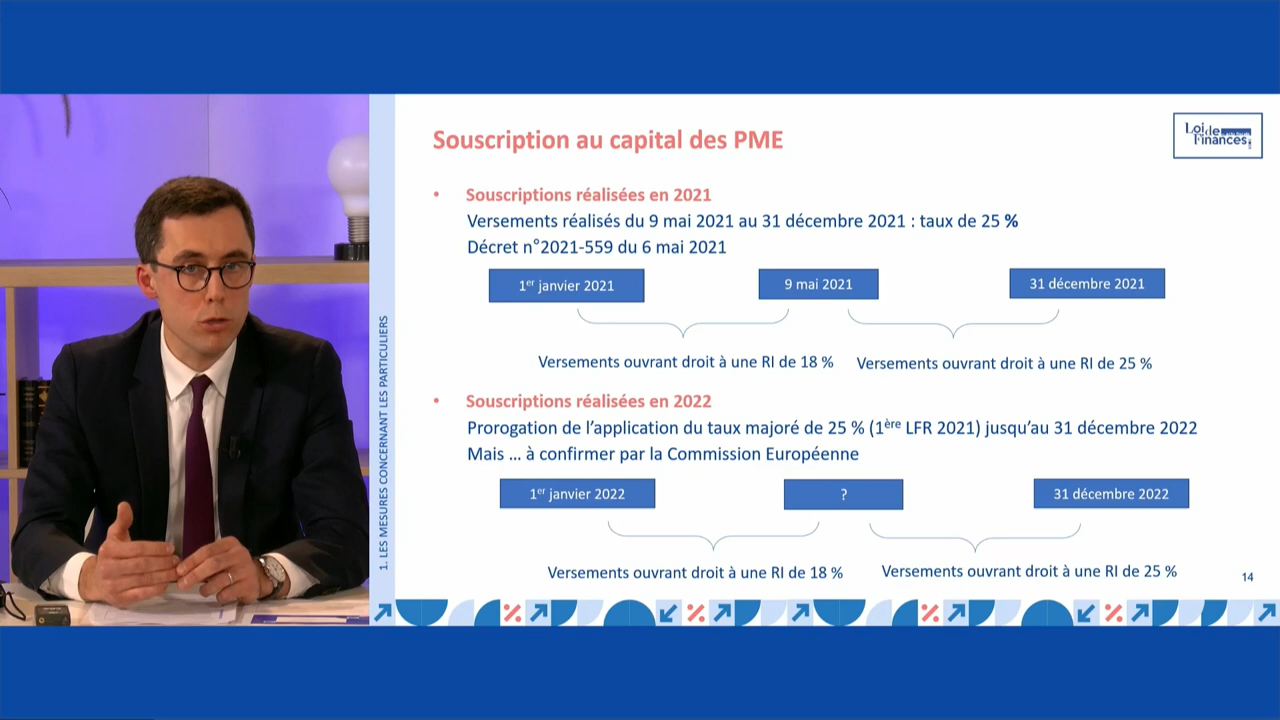 Souscription au capital des PME
Loi de
Finances
• Souscriptions réalisées en 2021
Versements réalisés du 9 mai 2021 au 31 décembre 2021 : taux de 25 %
Décret n°2021-559 du 6 mai 2021
1er janvier 2021
9 mai 2021
31 décembre 2021
Versements ouvrant droit à une RI de 18 %
Versements ouvrant droit à une RI de 25 %
• Souscriptions réalisées en 2022
Prorogation de l’application du taux majoré de 25 % (1ère LFR 2021) jusqu’au 31 décembre 2022
Mais … à confirmer par la Commission Européenne
1er janvier 2022
?
31 décembre 2022
Versements ouvrant droit à une RI de 18 %
Versements ouvrant droit à une RI de 25 %
1. LES MESURES CONCERNANT LES PARTICULIERS
14